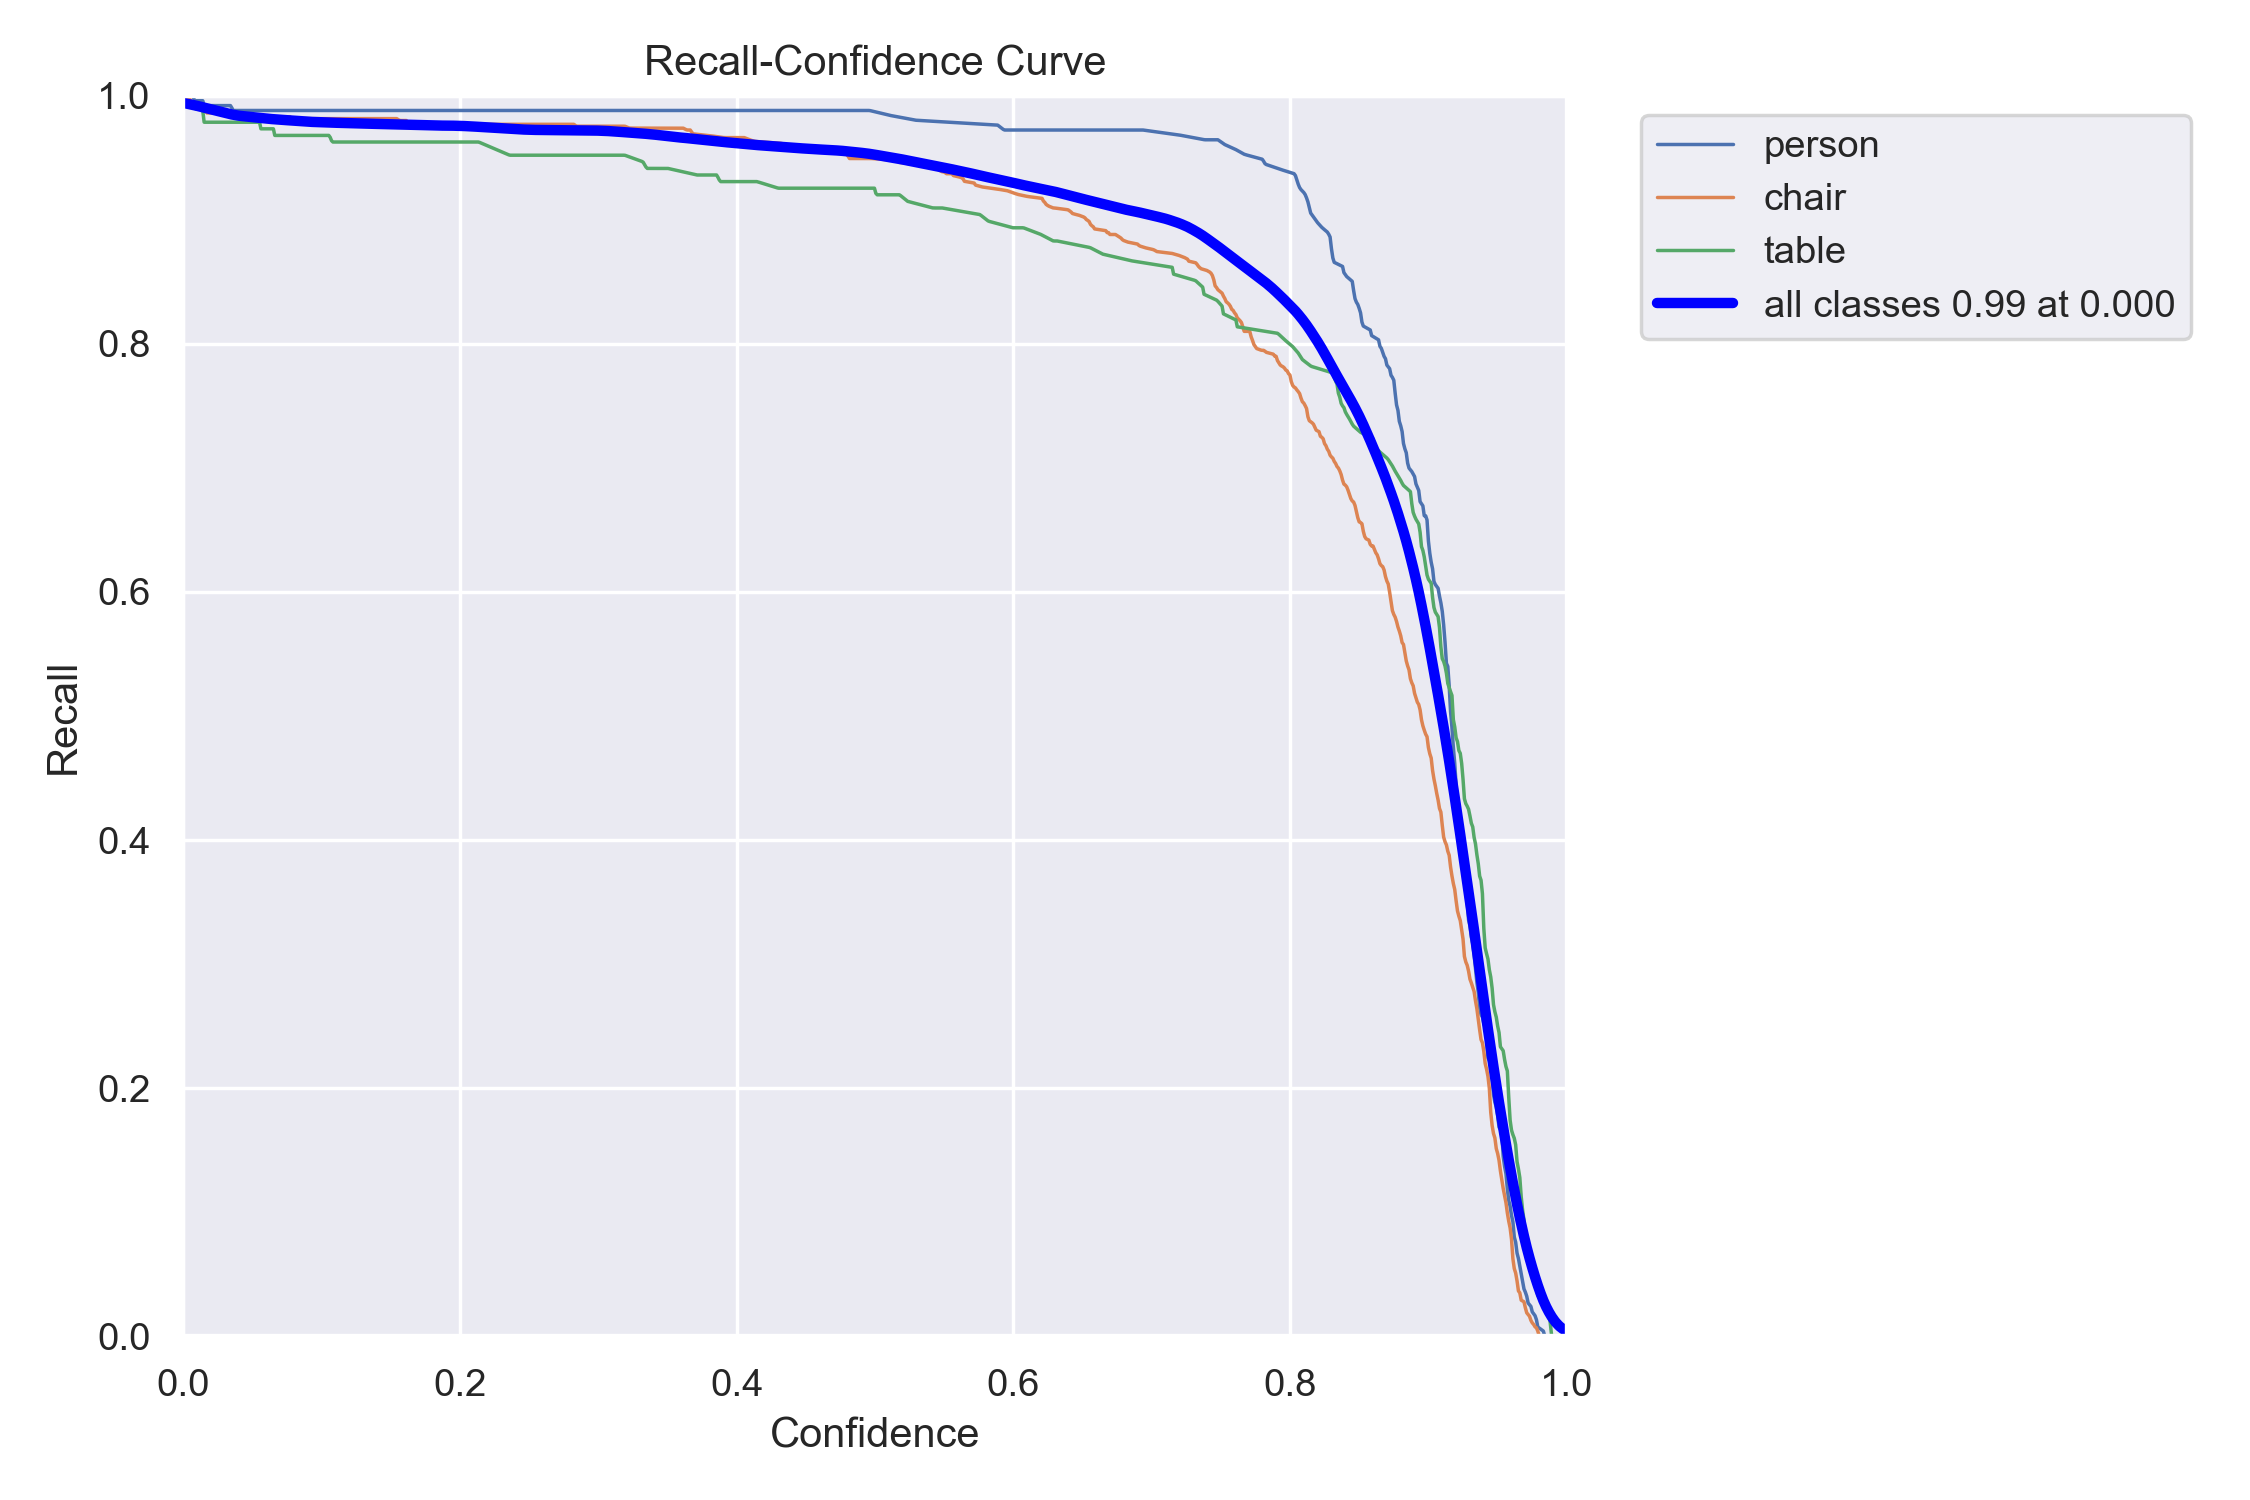 Recall-Confidence Curve
1.0
0.8
0.6
0.4
0.2
0.0
Recall
0.0 0.2 0.4 0.6 0.8 1.0
Confidence
person
chair
table
all classes 0.99 at 0.000